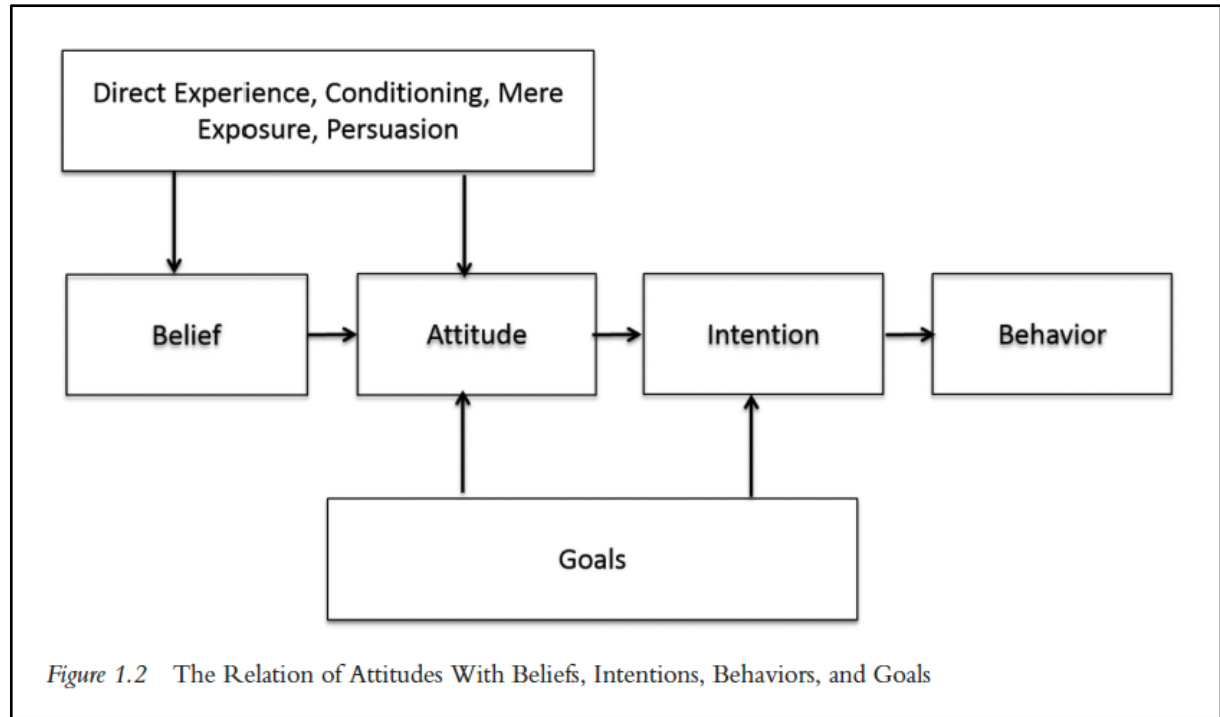 Direct Experience, Conditioning, Mere
Exposure, Persuasion
Belief
Attitude
Intention
Behavior
Goals
Figure 1.2 The Relation of Attitudes With Beliefs, Intentions, Behaviors, and Goals